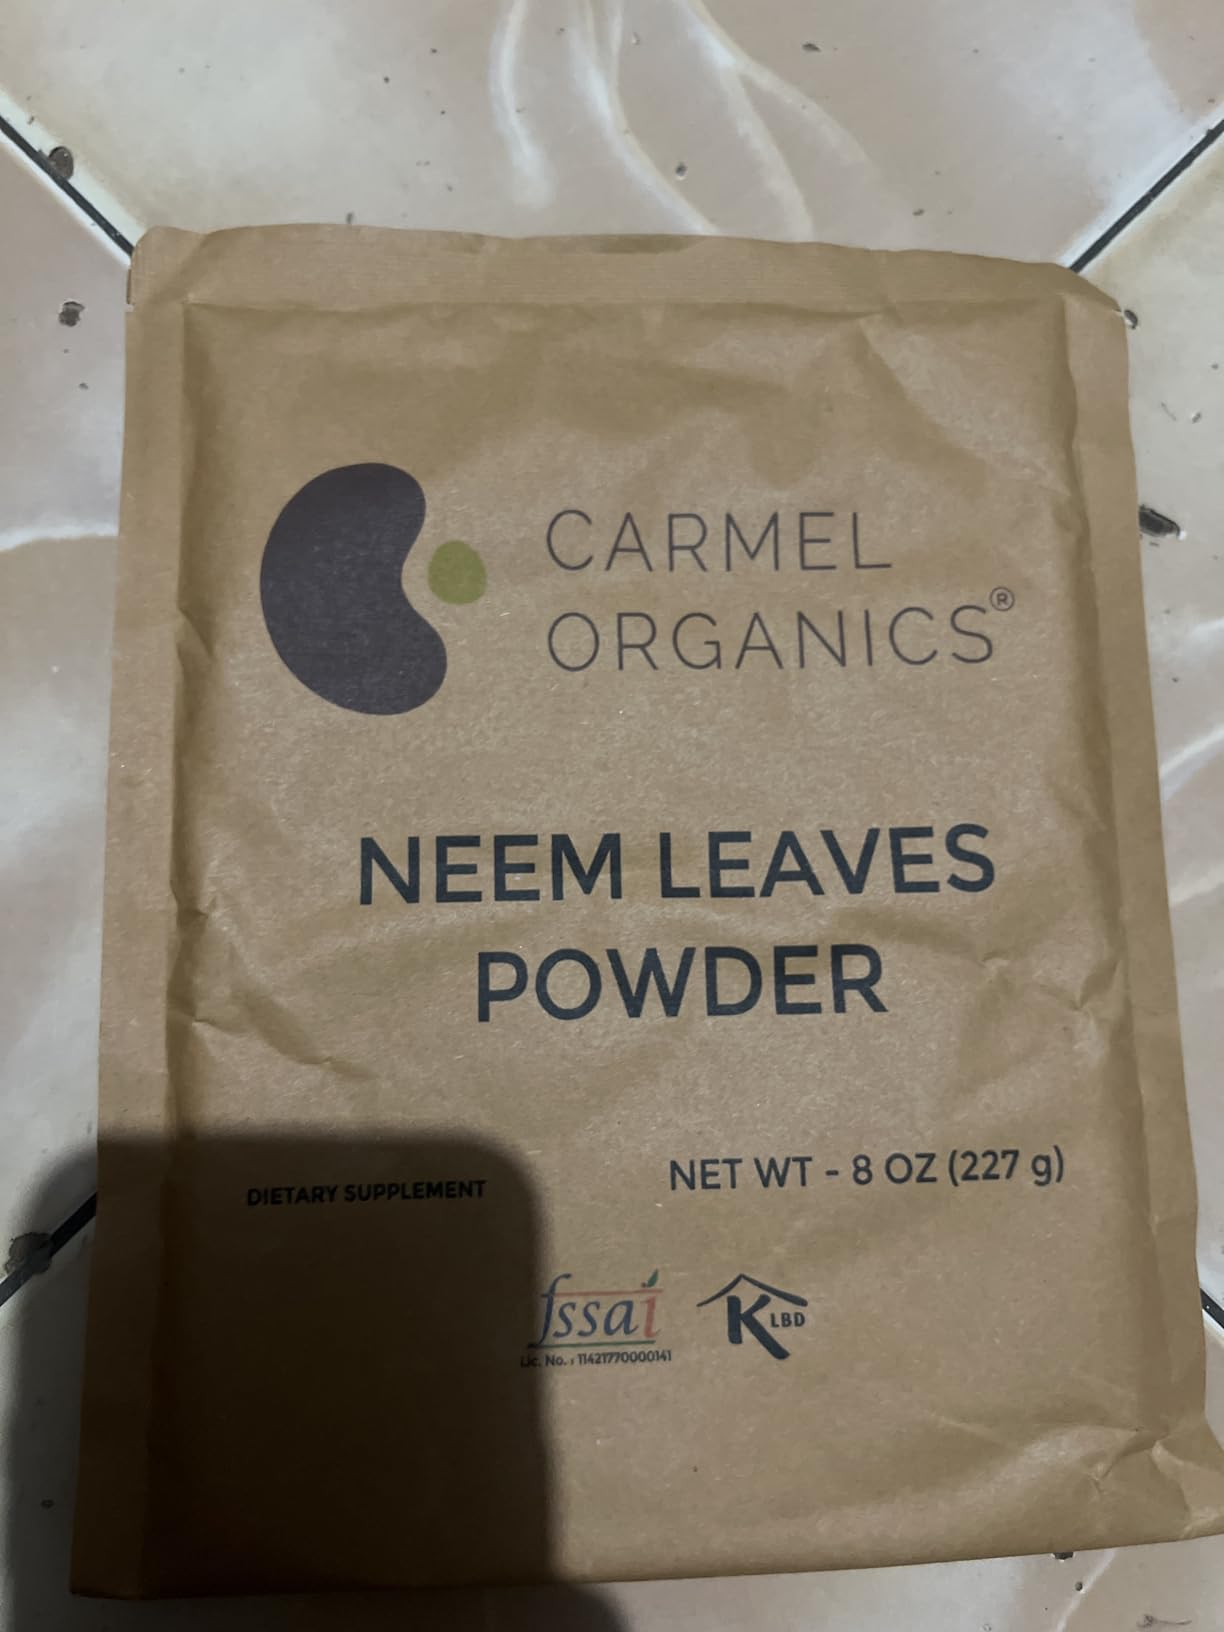 CARMEL
ORGANICS®
NEEM LEAVES
POWDER
DIETARY SUPPLEMENT
NET WT - 8 OZ (227 g)
fssai
Lic. No. : 11421770000141
K LBD